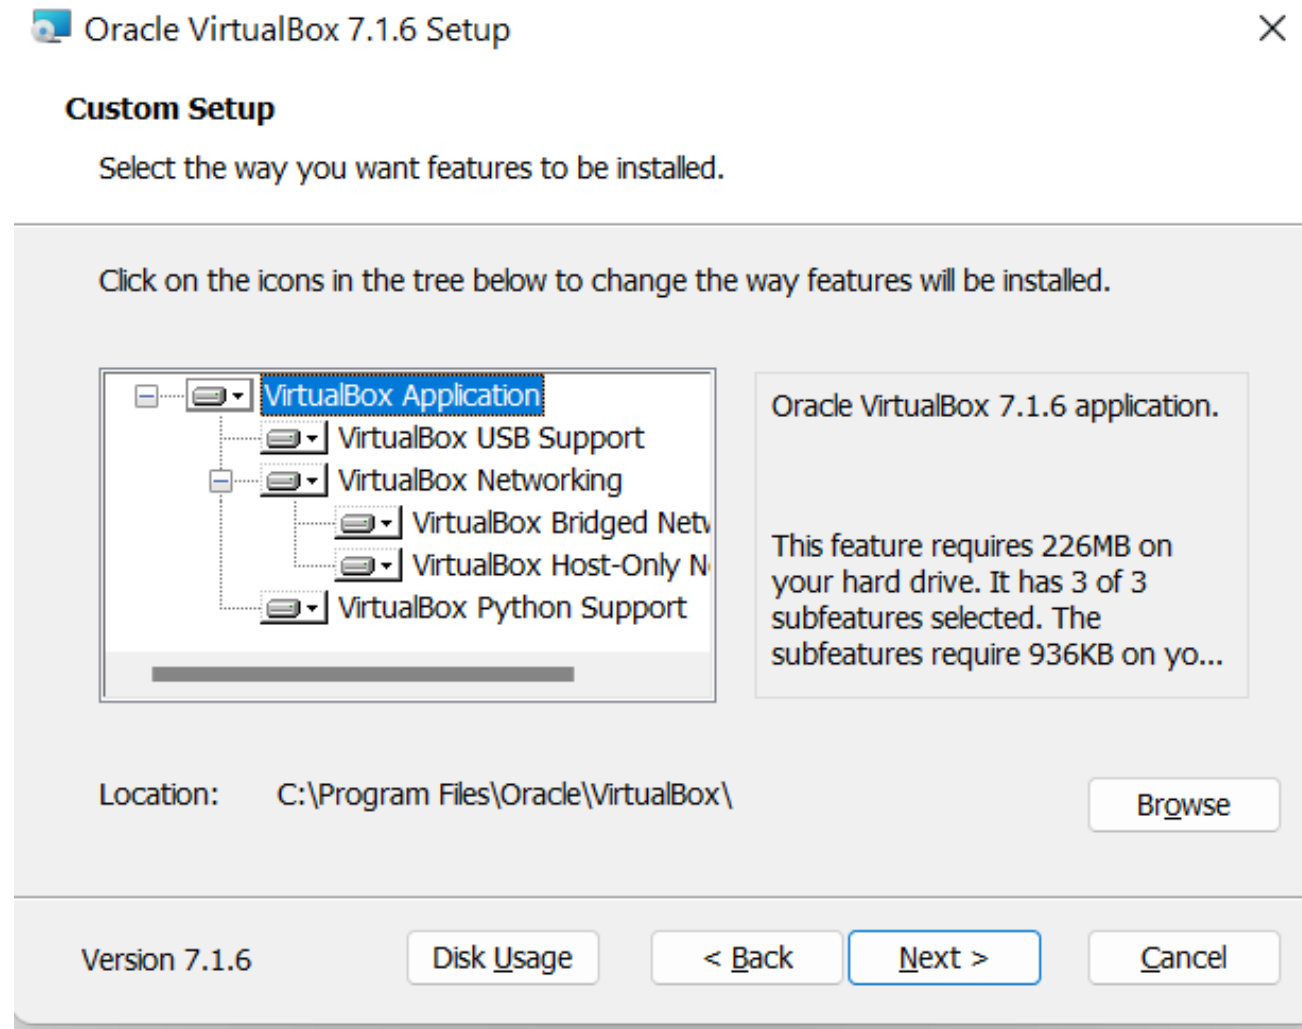 Oracle VirtualBox 7.1.6 Setup
Custom Setup
Select the way you want features to be installed.
Click on the icons in the tree below to change the way features will be installed.
VirtualBox Application
VirtualBox USB Support
VirtualBox Networking
VirtualBox Bridged Netw
VirtualBox Host-Only N
VirtualBox Python Support
Oracle VirtualBox 7.1.6 application.
This feature requires 226MB on
your hard drive. It has 3 of 3
subfeatures selected. The
subfeatures require 936KB on yo...
Location: C:\Program Files\Oracle\VirtualBox\
Browse
Version 7.1.6
Disk Usage
< Back
Next >
Cancel